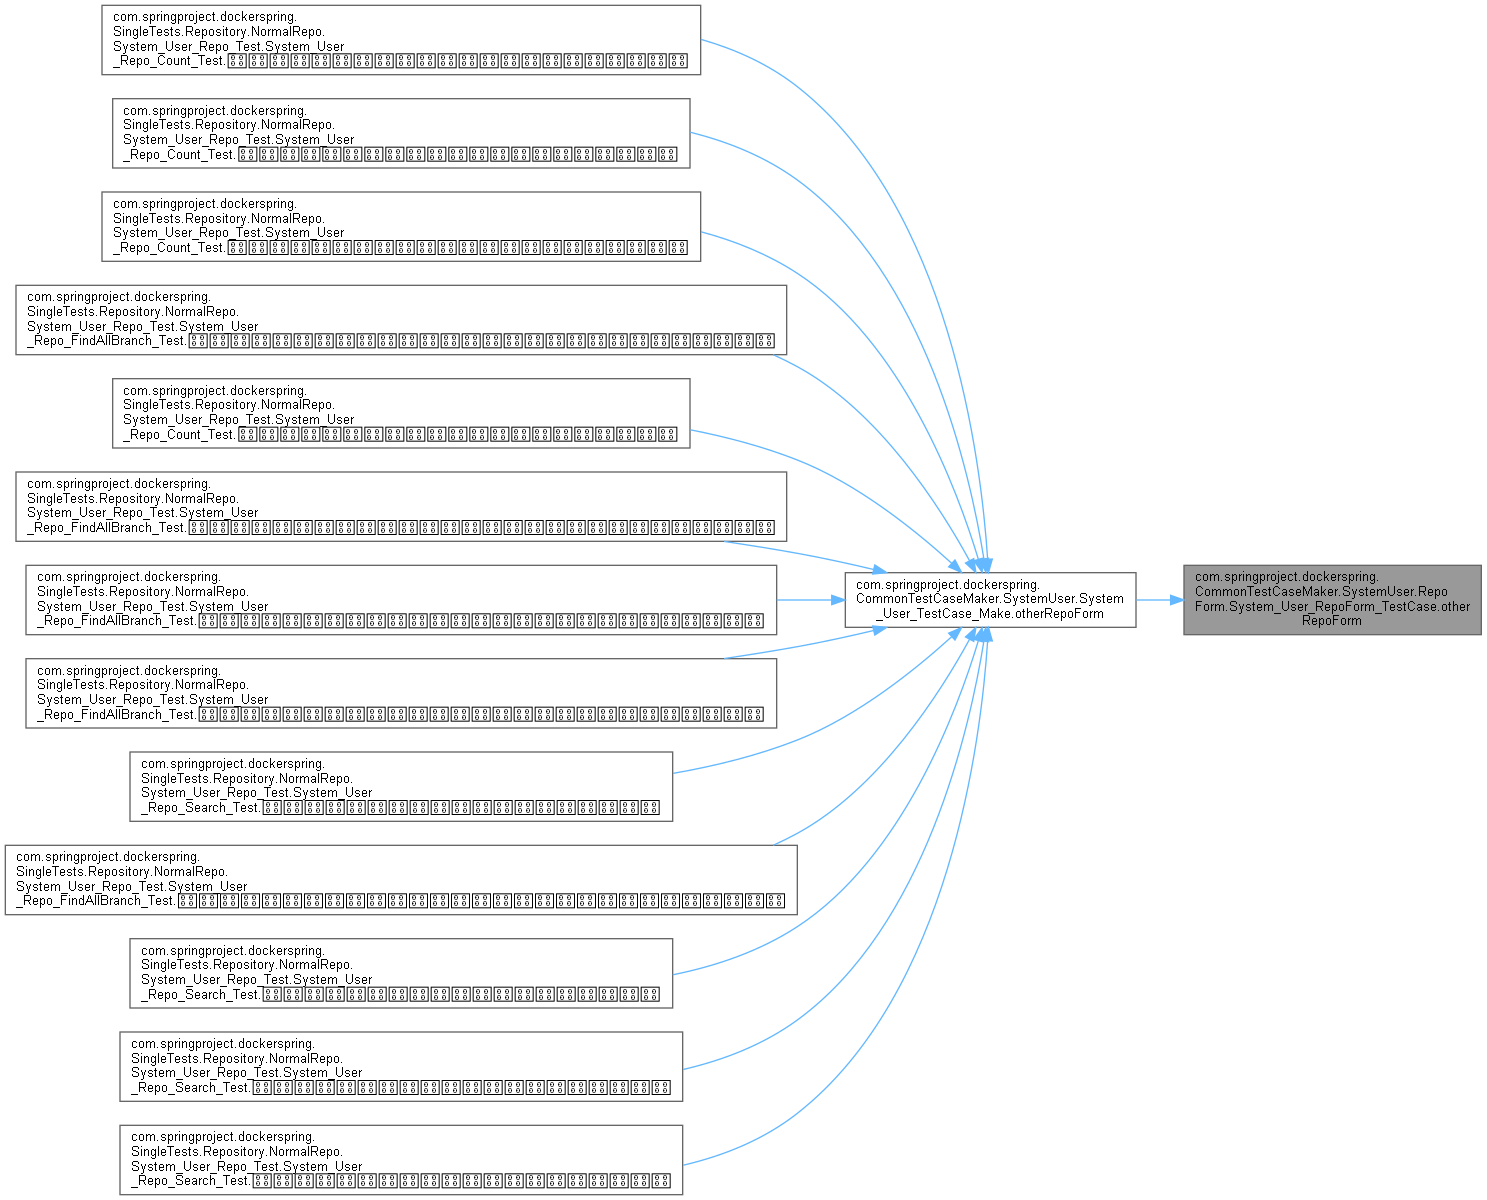 com.springproject.dockerspring.
SingleTests.Repository.NormalRepo.
System_User_Repo_Test.System_User
_Repo_Count_Test.
com.springproject.dockerspring.
SingleTests.Repository.NormalRepo.
System_User_Repo_Test.System_User
_Repo_Count_Test.
com.springproject.dockerspring.
SingleTests.Repository.NormalRepo.
System_User_Repo_Test.System_User
_Repo_Count_Test.
com.springproject.dockerspring.
SingleTests.Repository.NormalRepo.
System_User_Repo_Test.System_User
_Repo_FindAllBranch_Test.
com.springproject.dockerspring.
SingleTests.Repository.NormalRepo.
System_User_Repo_Test.System_User
_Repo_Count_Test.
com.springproject.dockerspring.
SingleTests.Repository.NormalRepo.
System_User_Repo_Test.System_User
_Repo_FindAllBranch_Test.
com.springproject.dockerspring.
SingleTests.Repository.NormalRepo.
System_User_Repo_Test.System_User
_Repo_FindAllBranch_Test.
com.springproject.dockerspring.
SingleTests.Repository.NormalRepo.
System_User_Repo_Test.System_User
_Repo_FindAllBranch_Test.
com.springproject.dockerspring.
SingleTests.Repository.NormalRepo.
System_User_Repo_Test.System_User
_Repo_Search_Test.
com.springproject.dockerspring.
SingleTests.Repository.NormalRepo.
System_User_Repo_Test.System_User
_Repo_FindAllBranch_Test.
com.springproject.dockerspring.
SingleTests.Repository.NormalRepo.
System_User_Repo_Test.System_User
_Repo_Search_Test.
com.springproject.dockerspring.
SingleTests.Repository.NormalRepo.
System_User_Repo_Test.System_User
_Repo_Search_Test.
com.springproject.dockerspring.
SingleTests.Repository.NormalRepo.
System_User_Repo_Test.System_User
_Repo_Search_Test.
com.springproject.dockerspring.
CommonTestCaseMaker.SystemUser.System
_User_TestCase_Make.otherRepoForm
com.springproject.dockerspring.
CommonTestCaseMaker.SystemUser.Repo
Form.System_User_RepoForm_TestCase.other
RepoForm